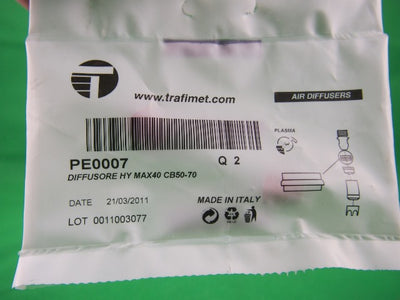 www.trafimet.com
AIR DIFFUSERS
PLASMA
PE0007 Q 2
DIFFUSORE HY MAX40 CB50-70
DATE 21/03/2011
MADE IN ITALY
LOT 0011003077